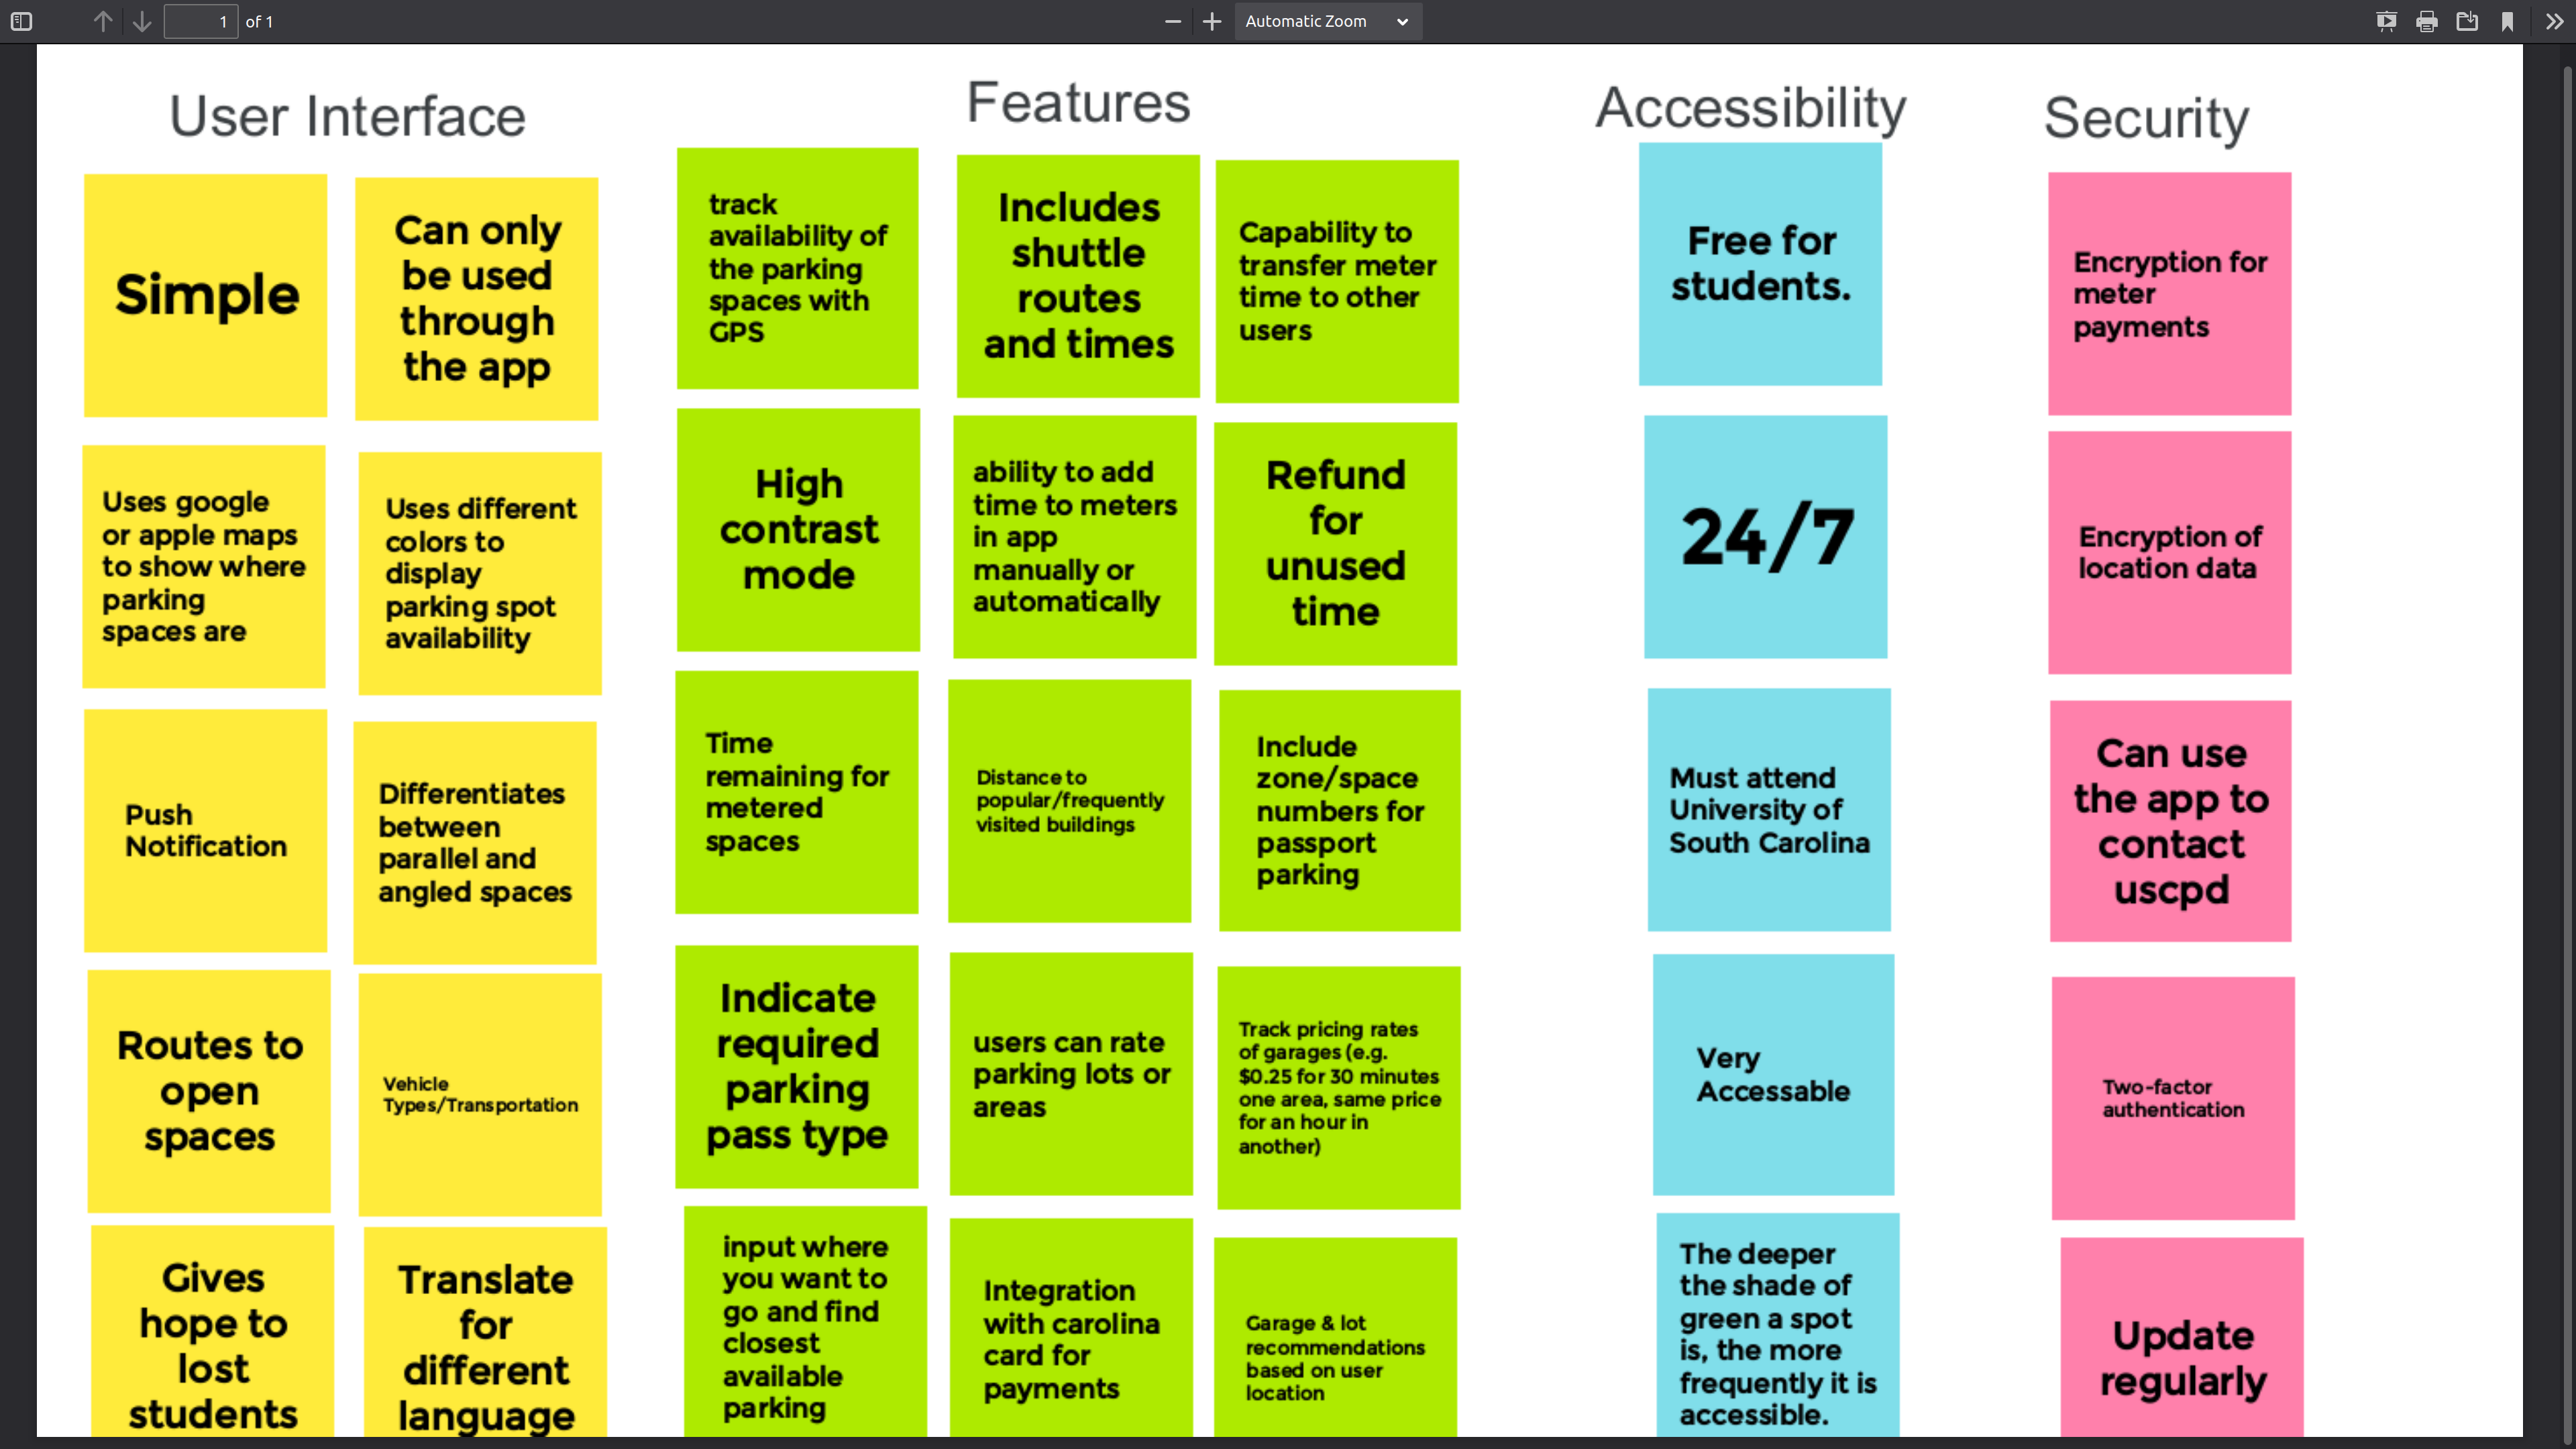 1 of 1
Automatic Zoom
User Interface
Simple
Can only
be used
through
the app
Uses google
or apple maps
to show where
parking
spaces are
Uses different
colors to
display
parking spot
availability
Push
Notification
Differentiates
between
parallel and
angled spaces
Routes to
open
spaces
Vehicle
Types/Transportation
Gives
hope to
lost
students
Translate
for
different
language
Features
track
availability of
the parking
spaces with
GPS
Includes
shuttle
routes
and times
Capability to
transfer meter
time to other
users
High
contrast
mode
ability to add
time to meters
in app
manually or
automatically
Refund
for
unused
time
Time
remaining for
metered
spaces
Distance to
popular/frequently
visited buildings
Include
zone/space
numbers for
passport
parking
Indicate
required
parking
pass type
users can rate
parking lots or
areas
Track pricing rates
of garages (e.g.
$0.25 for 30 minutes
one area, same price
for an hour in
another)
input where
you want to
go and find
closest
available
parking
Integration
with carolina
card for
payments
Garage & lot
recommendations
based on user
location
Accessibility
Free for
students.
24/7
Must attend
University of
South Carolina
Very
Accessable
The deeper
the shade of
green a spot
is, the more
frequently it is
accessible.
Security
Encryption for
meter
payments
Encryption of
location data
Can use
the app to
contact
uscpd
Two-factor
authentication
Update
regularly